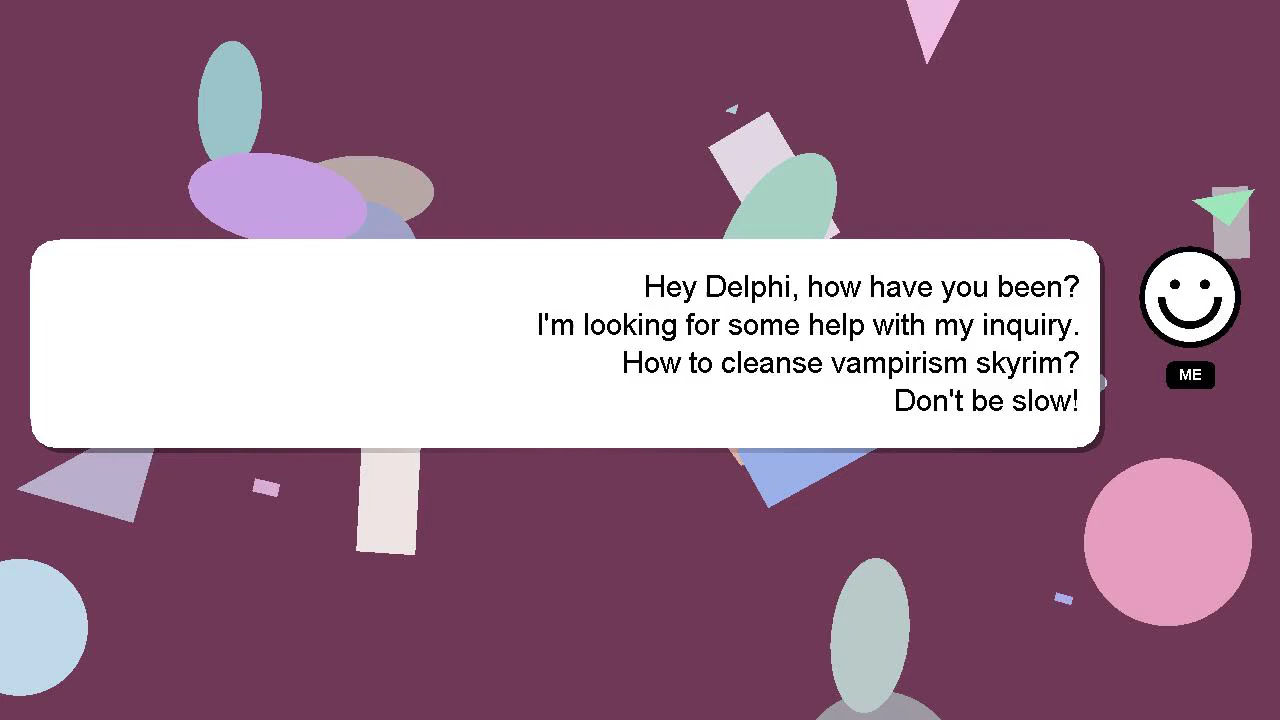 Hey Delphi, how have you been?
I'm looking for some help with my inquiry.
How to cleanse vampirism skyrim?
Don't be slow!
ME